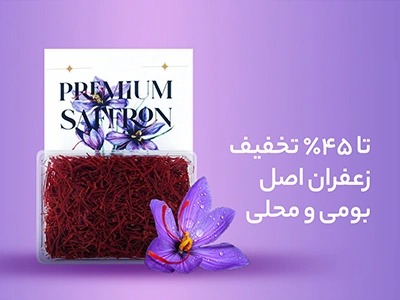 PREMIUM
SAFFRON
تا ۴۵% تخفیف
زعفران اصل
بومی و محلی